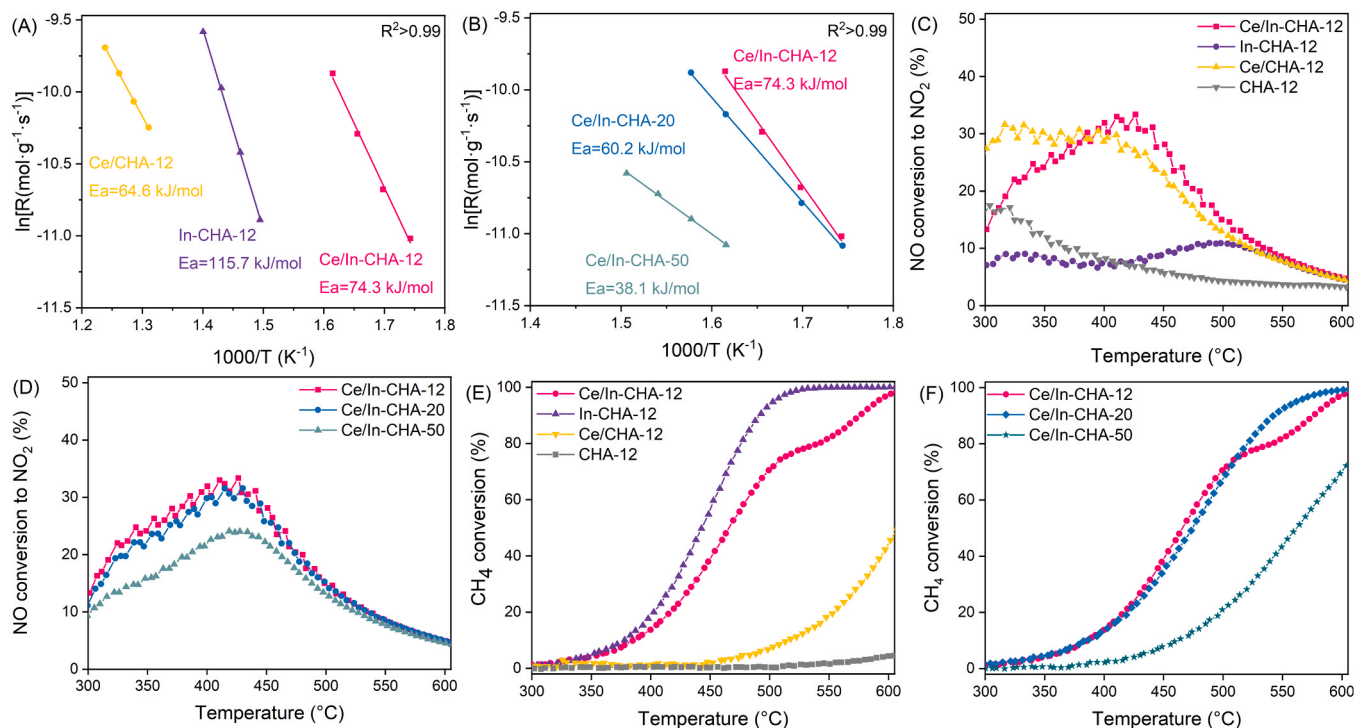 (A)
R²>0.99
ln[R(mol·g⁻¹·s⁻¹)]
-9.5
-10.0
-10.5
-11.0
-11.5
Ce/CHA-12
Ea=64.6 kJ/mol
In-CHA-12
Ea=115.7 kJ/mol
Ce/In-CHA-12
Ea=74.3 kJ/mol
1.2 1.3 1.4 1.5 1.6 1.7 1.8
1000/T (K⁻¹)
(B)
R²>0.99
ln[R(mol·g⁻¹·s⁻¹)]
-9.5
-10.0
-10.5
-11.0
-11.5
Ce/In-CHA-12
Ea=74.3 kJ/mol
Ce/In-CHA-20
Ea=60.2 kJ/mol
Ce/In-CHA-50
Ea=38.1 kJ/mol
1.4 1.5 1.6 1.7 1.8
1000/T (K⁻¹)
(C)
NO conversion to NO₂ (%)
50
40
30
20
10
0
Ce/In-CHA-12
In-CHA-12
Ce/CHA-12
CHA-12
300 350 400 450 500 550 600
Temperature (°C)
(D)
NO conversion to NO₂ (%)
50
40
30
20
10
0
Ce/In-CHA-12
Ce/In-CHA-20
Ce/In-CHA-50
300 350 400 450 500 550 600
Temperature (°C)
(E)
CH₄ conversion (%)
100
80
60
40
20
0
Ce/In-CHA-12
In-CHA-12
Ce/CHA-12
CHA-12
300 400 500 600
Temperature (°C)
(F)
CH₄ conversion (%)
100
80
60
40
20
0
Ce/In-CHA-12
Ce/In-CHA-20
Ce/In-CHA-50
300 350 400 450 500 550 600
Temperature (°C)